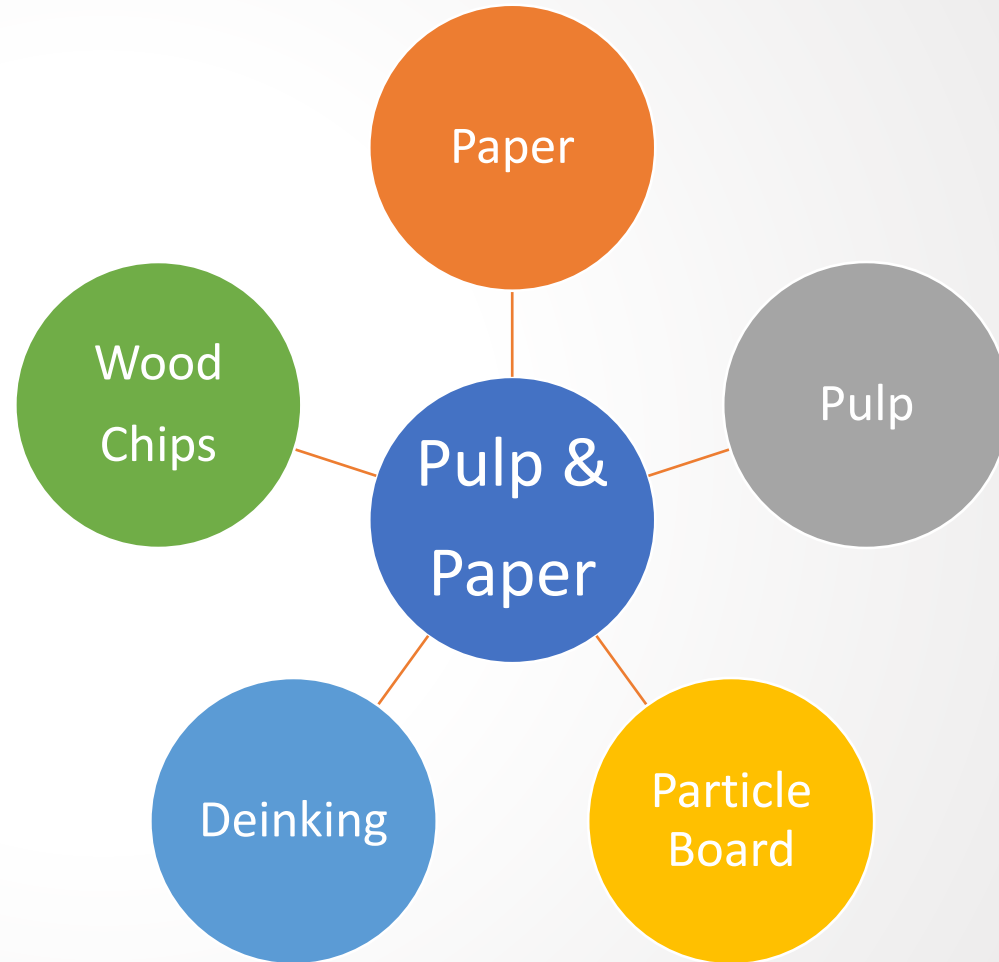 Paper
Wood
Chips
Pulp
Pulp &
Paper
Deinking
Particle
Board